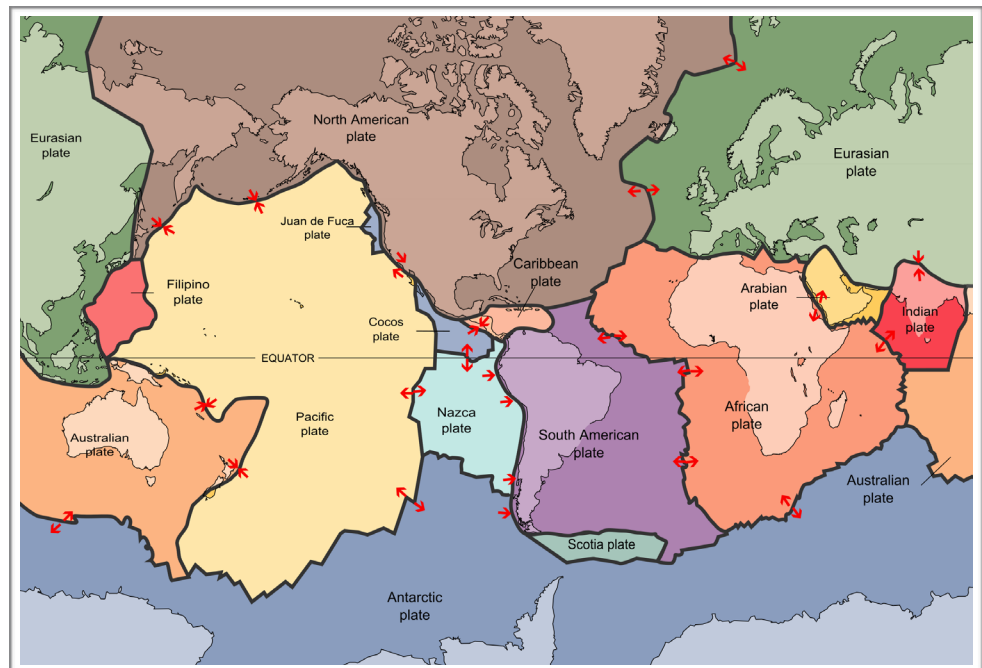 North American
plate
Eurasian
plate
Eurasian
plate
Juan de Fuca
plate
Caribbean
plate
Filipino
plate
Arabian
plate
Indian
plate
Cocos
plate
EQUATOR
Nazca
plate
African
plate
Pacific
plate
Australian
plate
South American
plate
Australian
plate
Scotia plate
Antarctic
plate